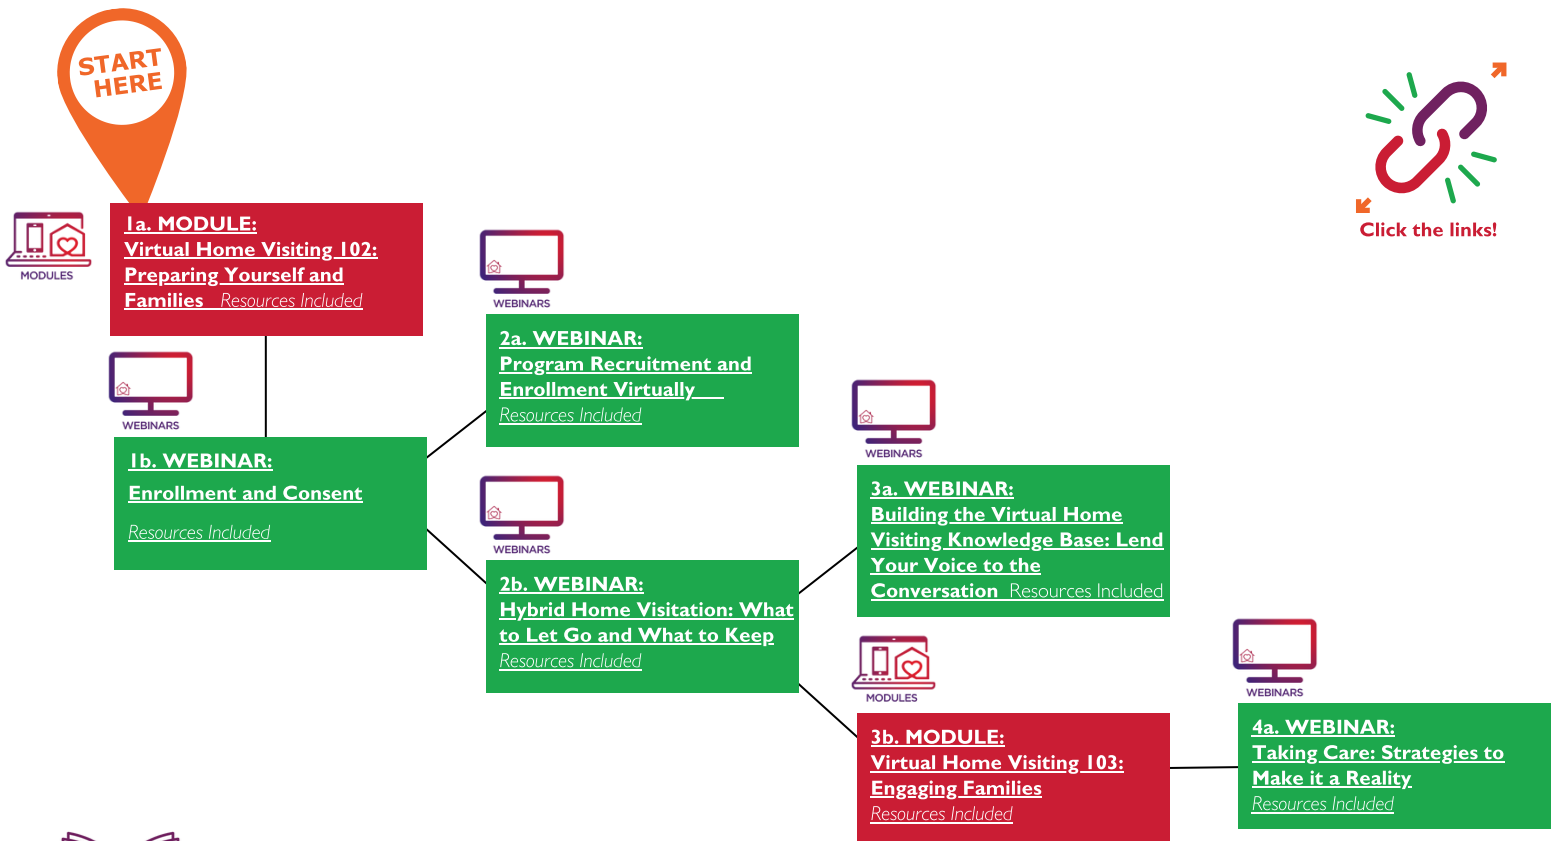 START
HERE
1a. MODULE:
Virtual Home Visiting 102:
Preparing Yourself and
Families Resources Included
MODULES
Click the links!
WEBINARS
2a. WEBINAR:
Program Recruitment and
Enrollment Virtually
Resources Included
WEBINARS
1b. WEBINAR:
Enrollment and Consent
Resources Included
WEBINARS
2b. WEBINAR:
Hybrid Home Visitation: What
to Let Go and What to Keep
Resources Included
WEBINARS
3a. WEBINAR:
Building the Virtual Home
Visiting Knowledge Base: Lend
Your Voice to the
Conversation Resources Included
MODULES
3b. MODULE:
Virtual Home Visiting 103:
Engaging Families
Resources Included
WEBINARS
4a. WEBINAR:
Taking Care: Strategies to
Make it a Reality
Resources Included